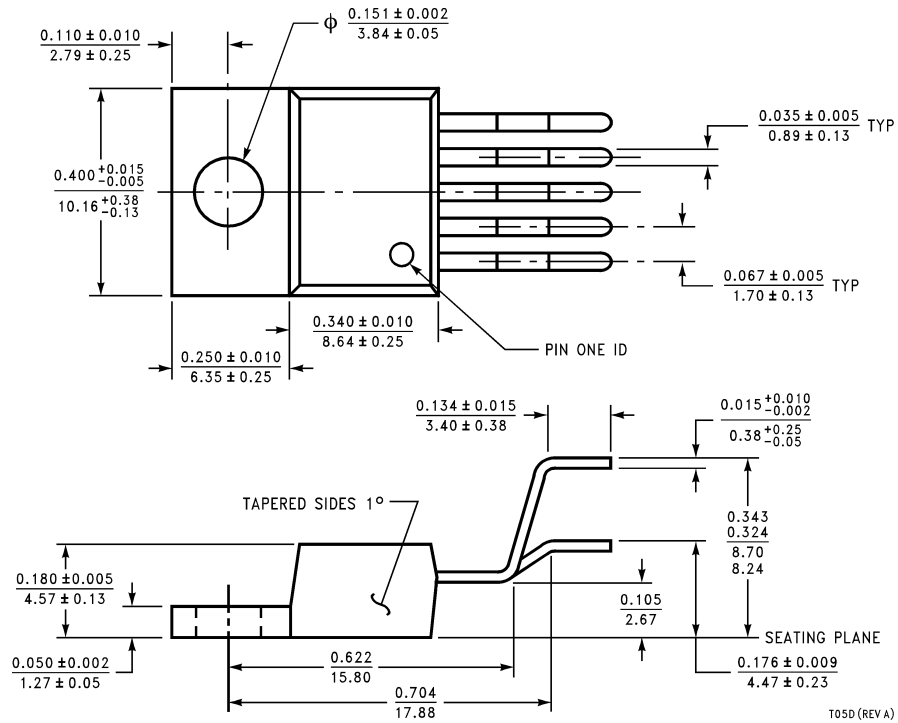 ϕ 0.151 ± 0.002
3.84 ± 0.05
0.110 ± 0.010
2.79 ± 0.25
0.035 ± 0.005
0.89 ± 0.13
TYP
0.400 +0.015 -0.005
10.16 +0.38 -0.13
0.067 ± 0.005
1.70 ± 0.13
TYP
0.340 ± 0.010
8.64 ± 0.25
PIN ONE ID
0.250 ± 0.010
6.35 ± 0.25
0.134 ± 0.015
3.40 ± 0.38
0.015 +0.010 -0.002
0.38 +0.25 -0.05
TAPERED SIDES 1°
0.343
0.324
8.70
8.24
0.180 ± 0.005
4.57 ± 0.13
0.105
2.67
SEATING PLANE
0.050 ± 0.002
1.27 ± 0.05
0.622
15.80
0.176 ± 0.009
4.47 ± 0.23
0.704
17.88
T05D (REV A)